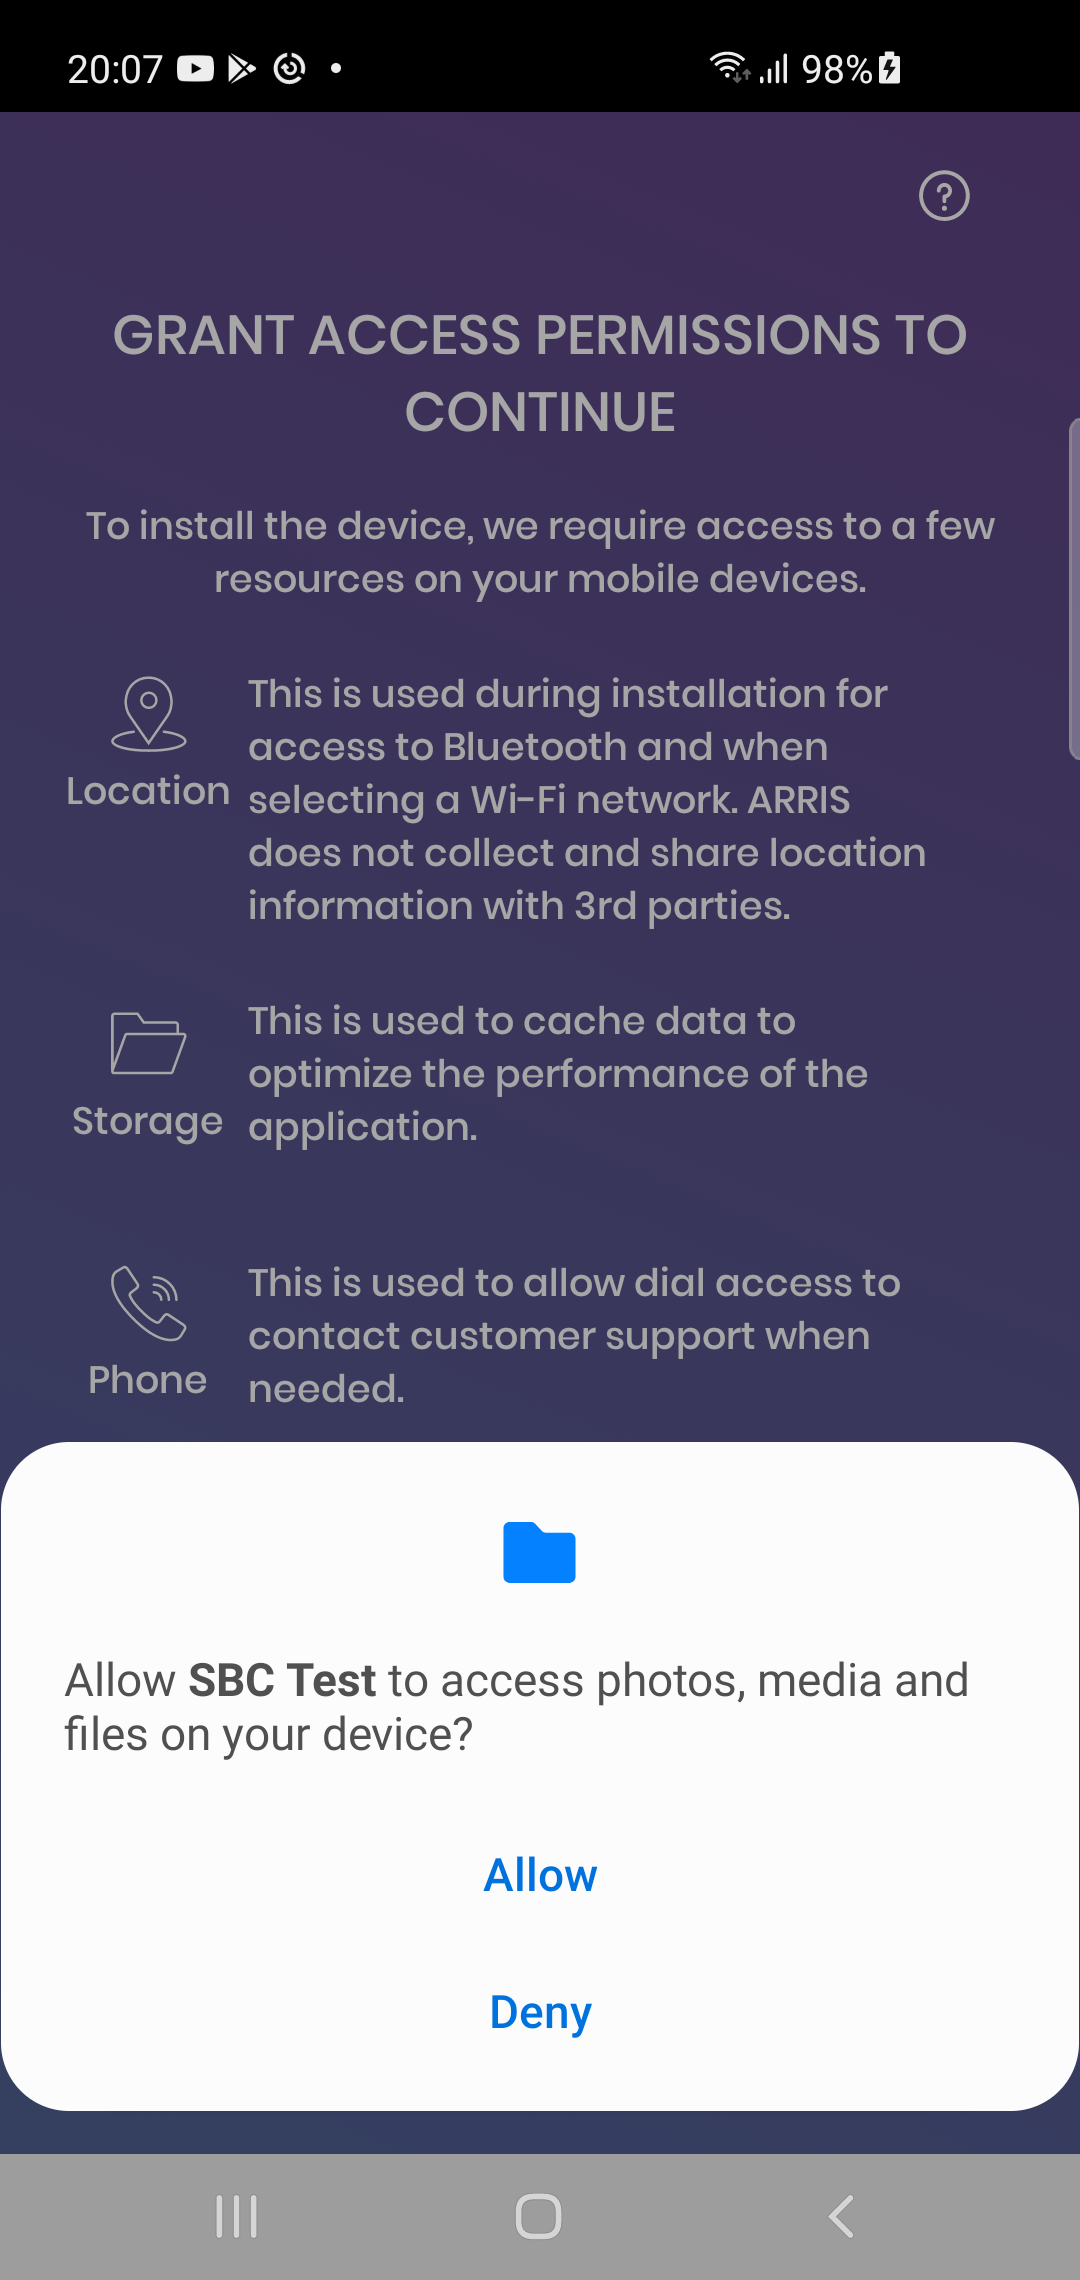 20:07
98%
GRANT ACCESS PERMISSIONS TO
CONTINUE
To install the device, we require access to a few
resources on your mobile devices.
Location
This is used during installation for
access to Bluetooth and when
selecting a Wi-Fi network. ARRIS
does not collect and share location
information with 3rd parties.
Storage
This is used to cache data to
optimize the performance of the
application.
Phone
This is used to allow dial access to
contact customer support when
needed.
Allow SBC Test to access photos, media and
files on your device?
Allow
Deny